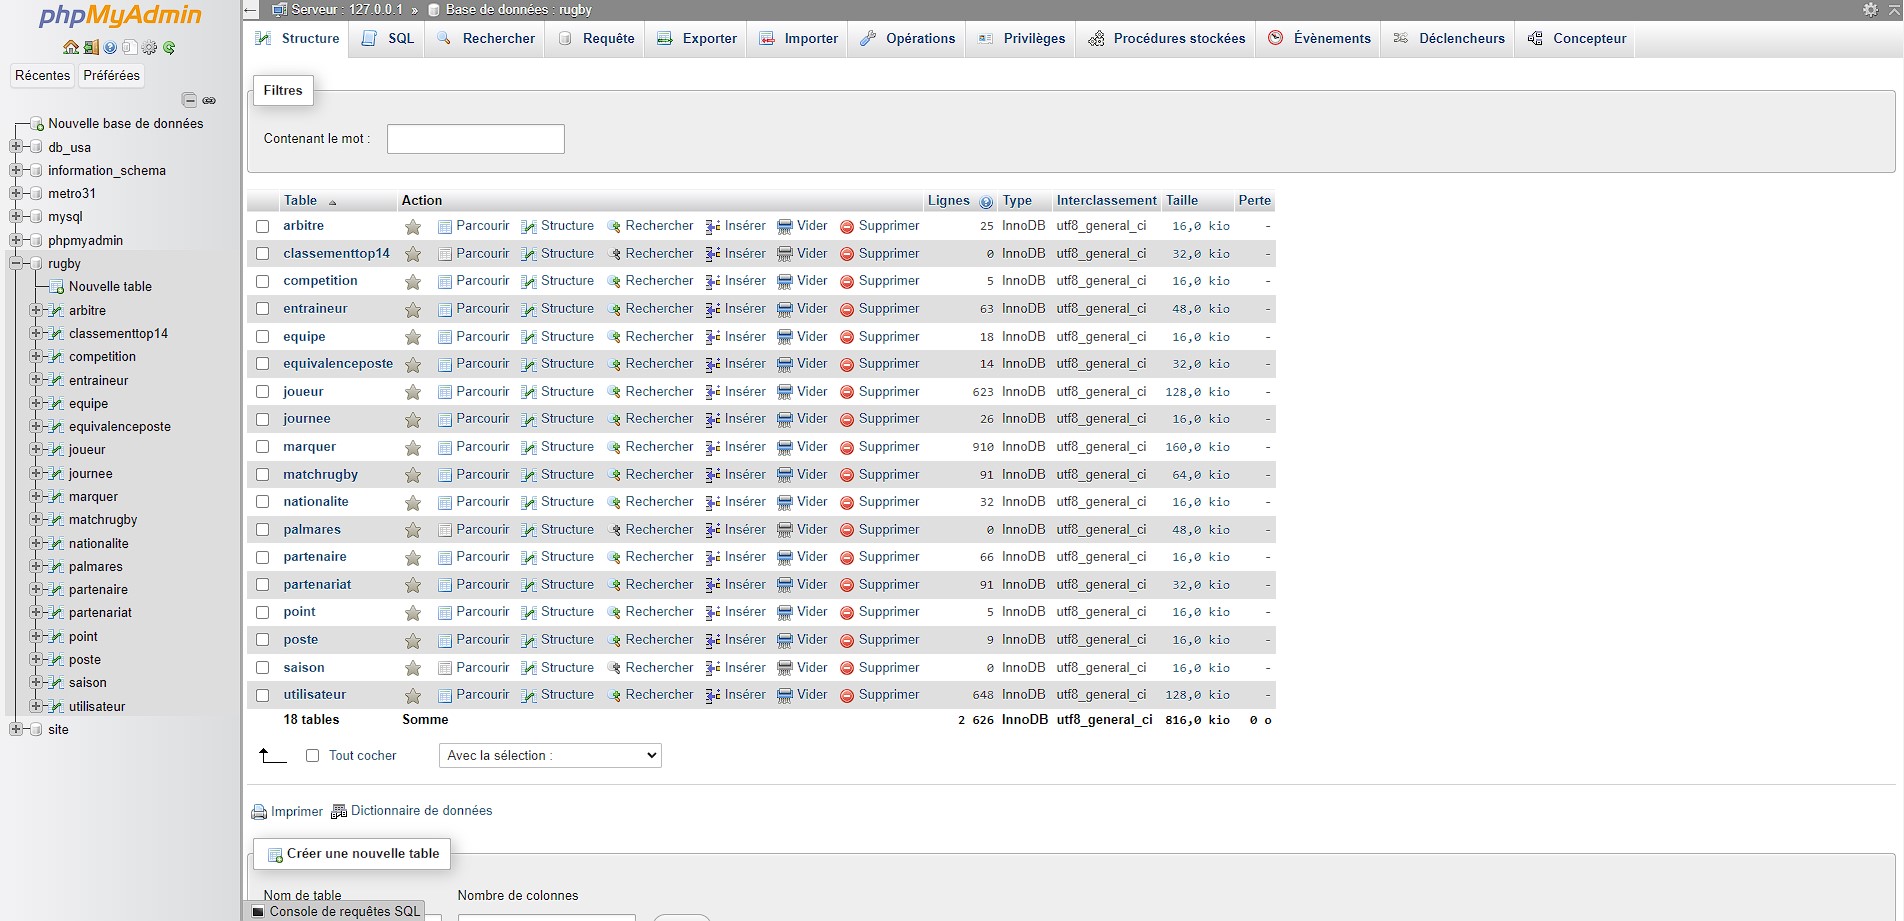 phpMyAdmin
Récentes Préférées
Nouvelle base de données
db_usa
information_schema
metro31
mysql
phpmyadmin
rugby
Nouvelle table
arbitre
classementtop14
competition
entraineur
equipe
equivalenceposte
joueur
journee
marquer
matchrugby
nationalite
palmares
partenaire
partenariat
point
poste
saison
utilisateur
site
Serveur : 127.0.0.1 » Base de données : rugby
Structure SQL Rechercher Requête Exporter Importer Opérations Privilèges Procédures stockées Évènements Déclencheurs Concepteur
Filtres
Contenant le mot :
Table Action Lignes Type Interclassement Taille Perte
arbitre Parcourir Structure Rechercher Insérer Vider Supprimer 25 InnoDB utf8_general_ci 16,0 kio -
classementtop14 Parcourir Structure Rechercher Insérer Vider Supprimer 0 InnoDB utf8_general_ci 32,0 kio -
competition Parcourir Structure Rechercher Insérer Vider Supprimer 5 InnoDB utf8_general_ci 16,0 kio -
entraineur Parcourir Structure Rechercher Insérer Vider Supprimer 63 InnoDB utf8_general_ci 48,0 kio -
equipe Parcourir Structure Rechercher Insérer Vider Supprimer 18 InnoDB utf8_general_ci 16,0 kio -
equivalenceposte Parcourir Structure Rechercher Insérer Vider Supprimer 14 InnoDB utf8_general_ci 32,0 kio -
joueur Parcourir Structure Rechercher Insérer Vider Supprimer 623 InnoDB utf8_general_ci 128,0 kio -
journee Parcourir Structure Rechercher Insérer Vider Supprimer 26 InnoDB utf8_general_ci 16,0 kio -
marquer Parcourir Structure Rechercher Insérer Vider Supprimer 910 InnoDB utf8_general_ci 160,0 kio -
matchrugby Parcourir Structure Rechercher Insérer Vider Supprimer 91 InnoDB utf8_general_ci 64,0 kio -
nationalite Parcourir Structure Rechercher Insérer Vider Supprimer 32 InnoDB utf8_general_ci 16,0 kio -
palmares Parcourir Structure Rechercher Insérer Vider Supprimer 0 InnoDB utf8_general_ci 48,0 kio -
partenaire Parcourir Structure Rechercher Insérer Vider Supprimer 66 InnoDB utf8_general_ci 16,0 kio -
partenariat Parcourir Structure Rechercher Insérer Vider Supprimer 91 InnoDB utf8_general_ci 32,0 kio -
point Parcourir Structure Rechercher Insérer Vider Supprimer 5 InnoDB utf8_general_ci 16,0 kio -
poste Parcourir Structure Rechercher Insérer Vider Supprimer 9 InnoDB utf8_general_ci 16,0 kio -
saison Parcourir Structure Rechercher Insérer Vider Supprimer 0 InnoDB utf8_general_ci 16,0 kio -
utilisateur Parcourir Structure Rechercher Insérer Vider Supprimer 648 InnoDB utf8_general_ci 128,0 kio -
18 tables Somme 2 626 InnoDB utf8_general_ci 816,0 kio 0 o
Tout cocher Avec la sélection :
Imprimer Dictionnaire de données
Créer une nouvelle table
Nom de table Nombre de colonnes
Console de requêtes SQL